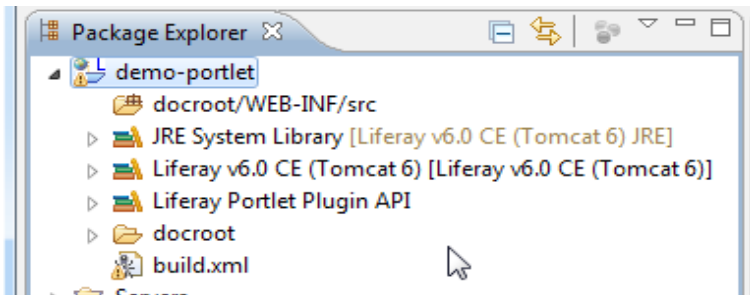 Package Explorer
demo-portlet
docroot/WEB-INF/src
JRE System Library [Liferay v6.0 CE (Tomcat 6) JRE]
Liferay v6.0 CE (Tomcat 6) [Liferay v6.0 CE (Tomcat 6)]
Liferay Portlet Plugin API
docroot
build.xml
Servers